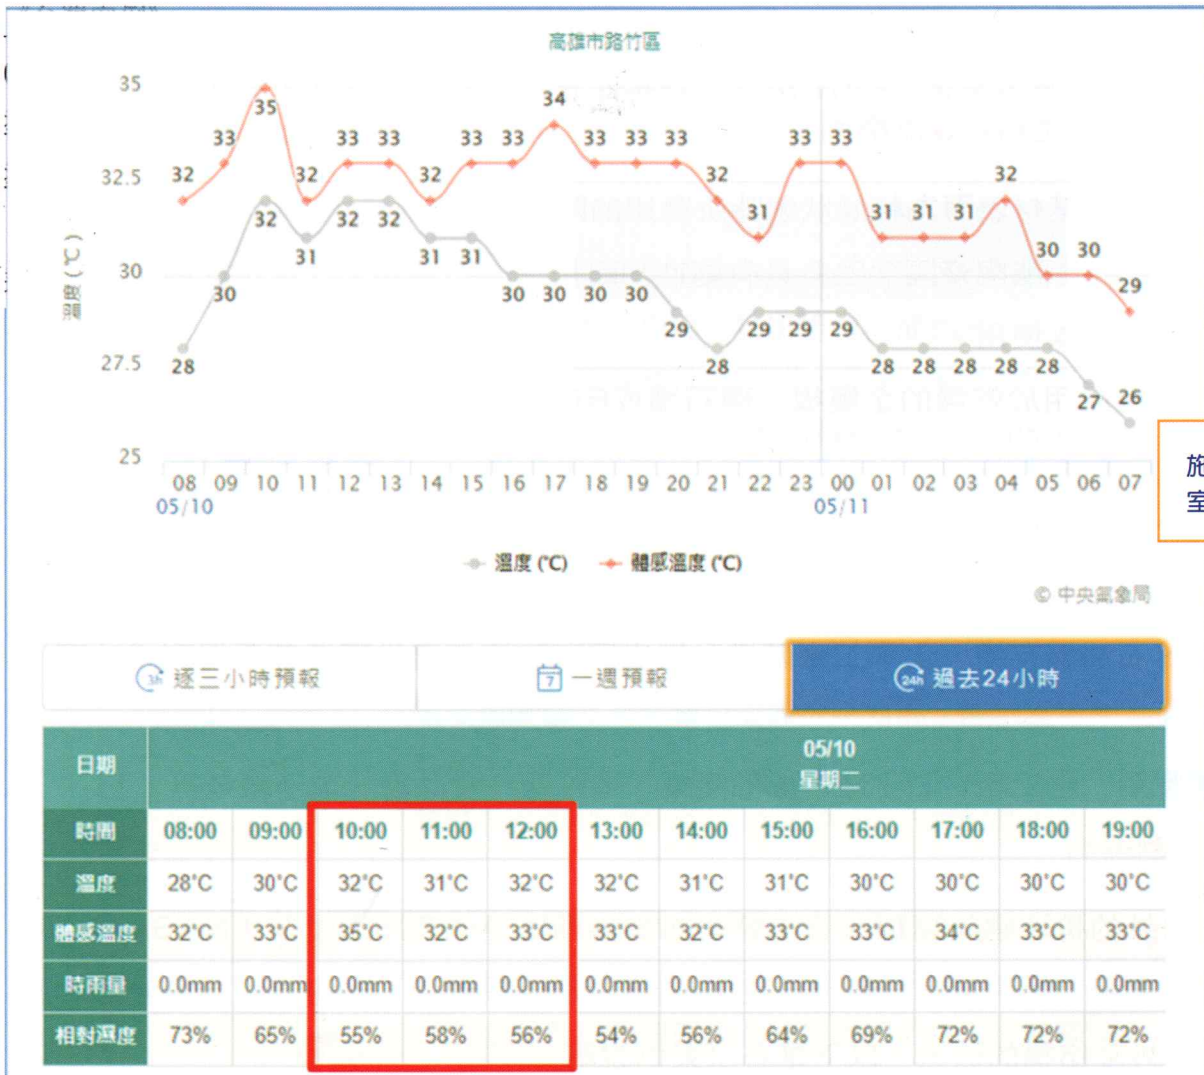 高雄市路竹區
溫度 (℃)
35
32.5
30
27.5
25
32 33 35 32 33 33 32 33 33 34 33 33 33 32 31 33 33 31 31 31 32 30 30 29
28 30 32 31 32 32 31 31 30 30 30 30 29 28 29 29 29 28 28 28 28 28 27 26
08 09 10 11 12 13 14 15 16 17 18 19 20 21 22 23 00 01 02 03 04 05 06 07
05/10 05/11
溫度 (℃) 體感溫度 (℃)
© 中央氣象局
施
室
3h 逐三小時預報 7 一週預報 24h 過去24小時
日期 05/10
星期二
時間 08:00 09:00 10:00 11:00 12:00 13:00 14:00 15:00 16:00 17:00 18:00 19:00
溫度 28°C 30°C 32°C 31°C 32°C 32°C 31°C 31°C 30°C 30°C 30°C 30°C
體感溫度 32°C 33°C 35°C 32°C 33°C 33°C 32°C 33°C 33°C 34°C 33°C 33°C
時雨量 0.0mm 0.0mm 0.0mm 0.0mm 0.0mm 0.0mm 0.0mm 0.0mm 0.0mm 0.0mm 0.0mm 0.0mm
相對濕度 73% 65% 55% 58% 56% 54% 56% 64% 69% 72% 72% 72%